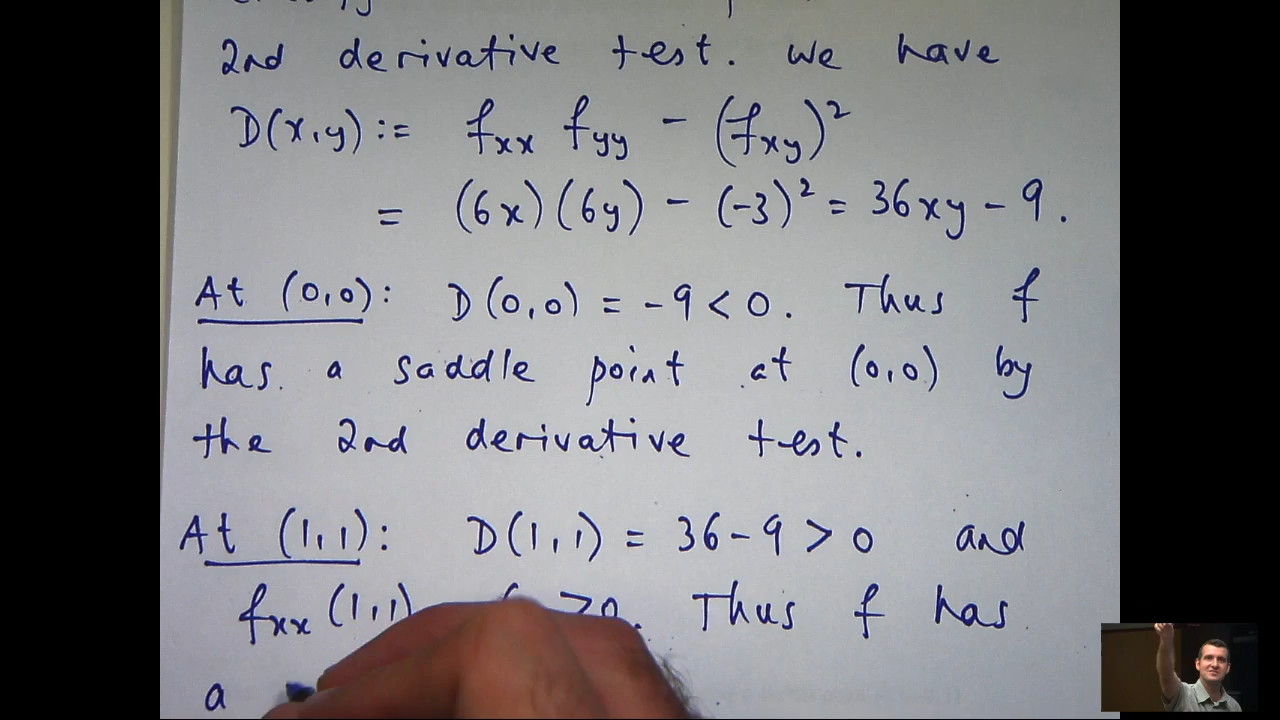 2nd derivative test. We have
D(x,y) := fxx fyy - (fxy)²
= (6x)(6y) - (-3)² = 36xy - 9.
At (0,0): D(0,0) = -9 < 0. Thus f
has a saddle point at (0,0) by
the 2nd derivative test.
At (1,1): D(1,1) = 36 - 9 > 0 and
fxx (1,1) >0. Thus f has
a